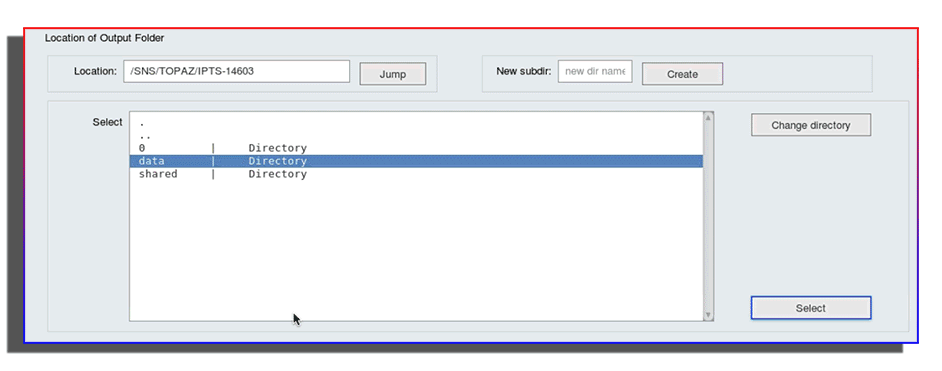 Location of Output Folder
Location: /SNS/TOPAZ/IPTS-14603 Jump New subdir: new dir name Create
Select . Change directory
..
0 | Directory
data | Directory
shared | Directory
Select